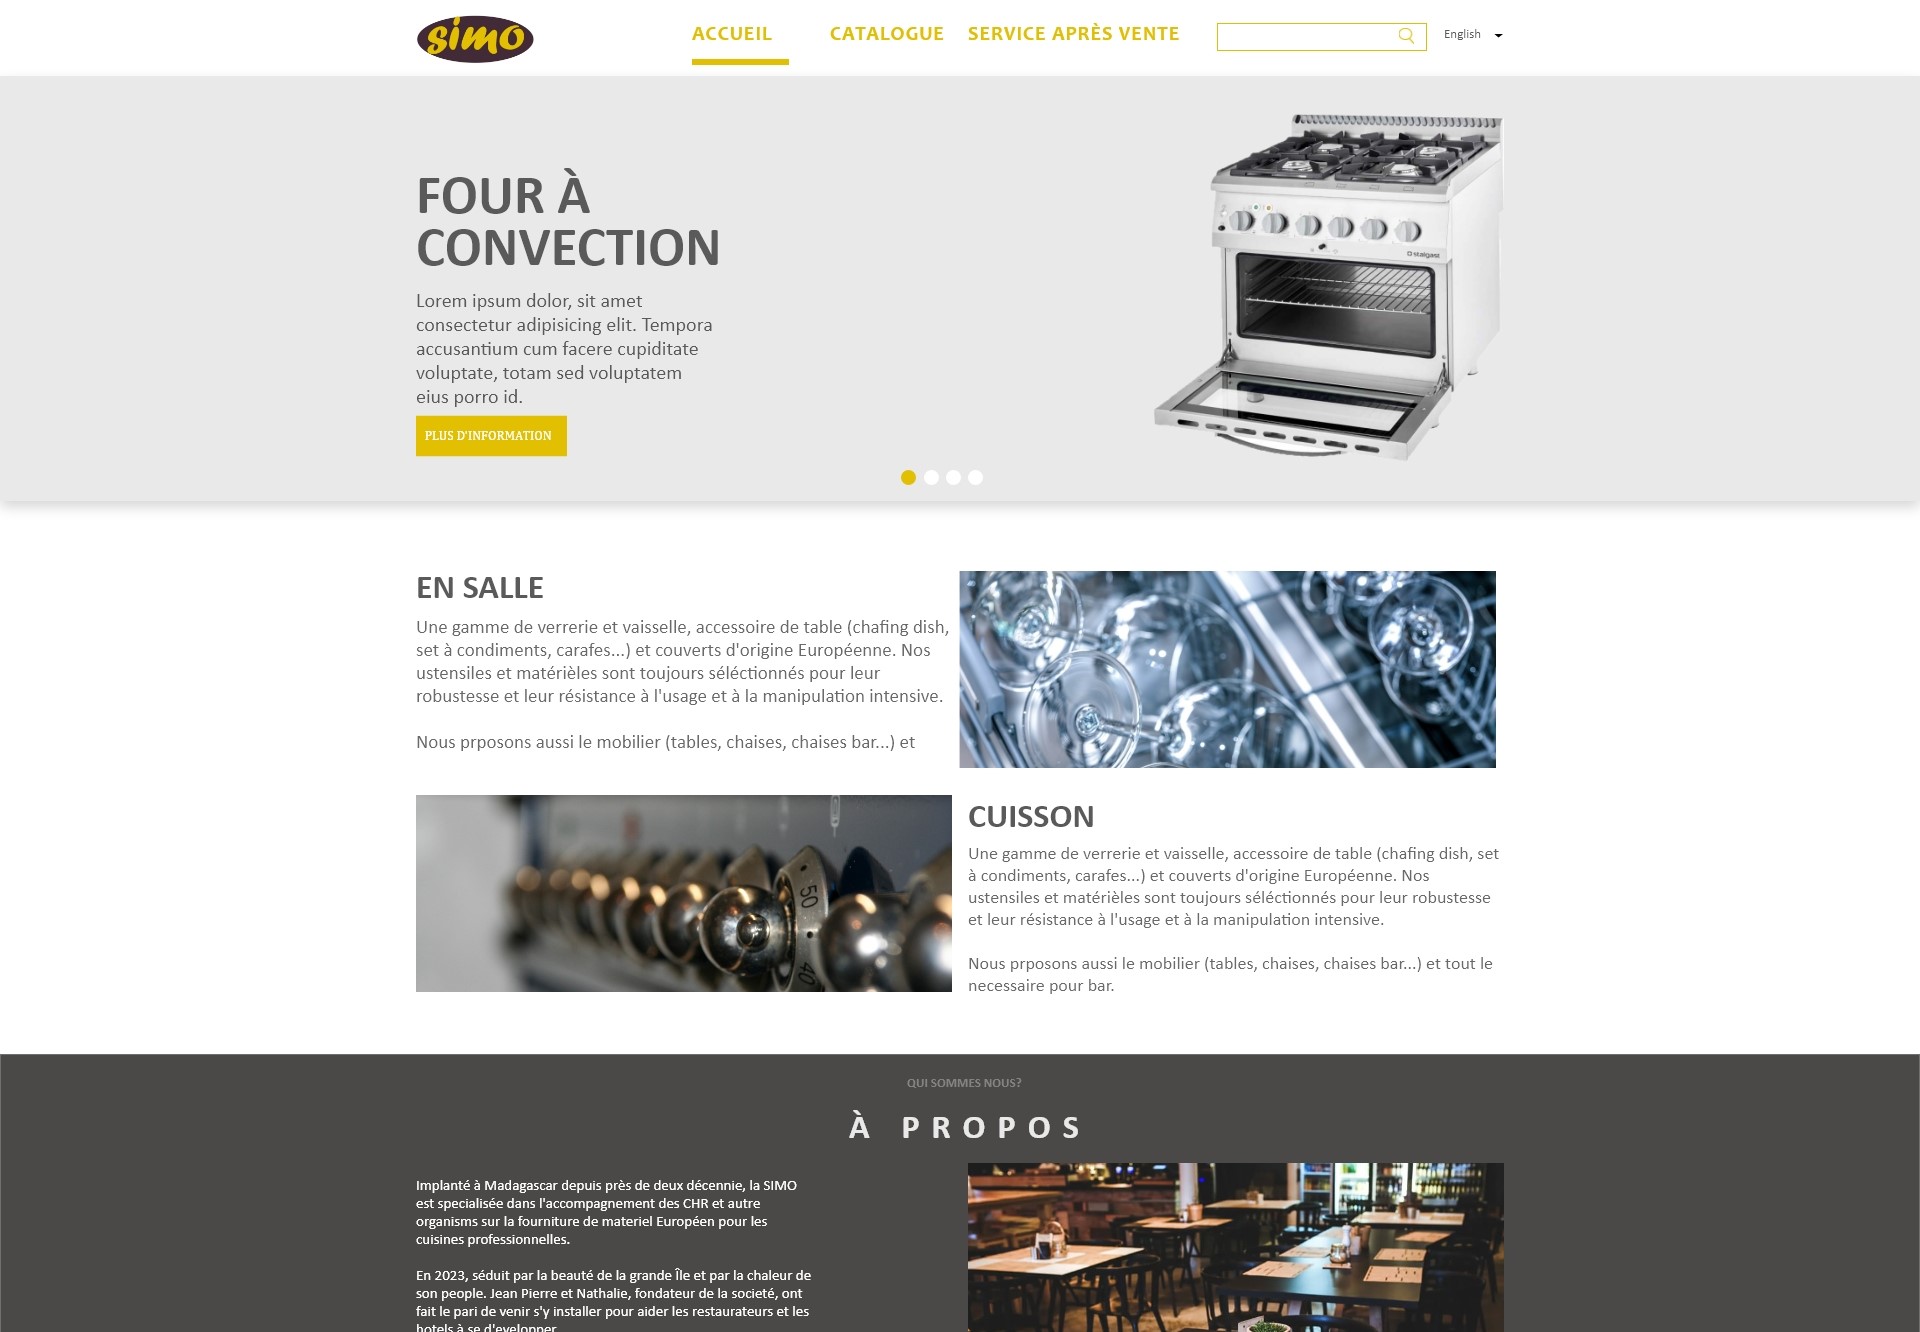 simo
ACCUEIL
CATALOGUE
SERVICE APRÈS VENTE
English
FOUR À
CONVECTION
Lorem ipsum dolor, sit amet
consectetur adipisicing elit. Tempora
accusantium cum facere cupiditate
voluptate, totam sed voluptatem
eius porro id.
PLUS D'INFORMATION
stalgast
EN SALLE
Une gamme de verrerie et vaisselle, accessoire de table (chafing dish,
set à condiments, carafes...) et couverts d'origine Européenne. Nos
ustensiles et matérièles sont toujours séléctionnés pour leur
robustesse et leur résistance à l'usage et à la manipulation intensive.
Nous prposons aussi le mobilier (tables, chaises, chaises bar...) et
50
40
CUISSON
Une gamme de verrerie et vaisselle, accessoire de table (chafing dish, set
à condiments, carafes...) et couverts d'origine Européenne. Nos
ustensiles et matérièles sont toujours séléctionnés pour leur robustesse
et leur résistance à l'usage et à la manipulation intensive.
Nous prposons aussi le mobilier (tables, chaises, chaises bar...) et tout le
necessaire pour bar.
QUI SOMMES NOUS?
À PROPOS
Implanté à Madagascar depuis près de deux décennie, la SIMO
est specialisée dans l'accompagnement des CHR et autre
organisms sur la fourniture de materiel Européen pour les
cuisines professionnelles.
En 2023, séduit par la beauté de la grande Île et par la chaleur de
son people. Jean Pierre et Nathalie, fondateur de la societé, ont
fait le pari de venir s'y installer pour aider les restaurateurs et les
hotels à se d'evelopper